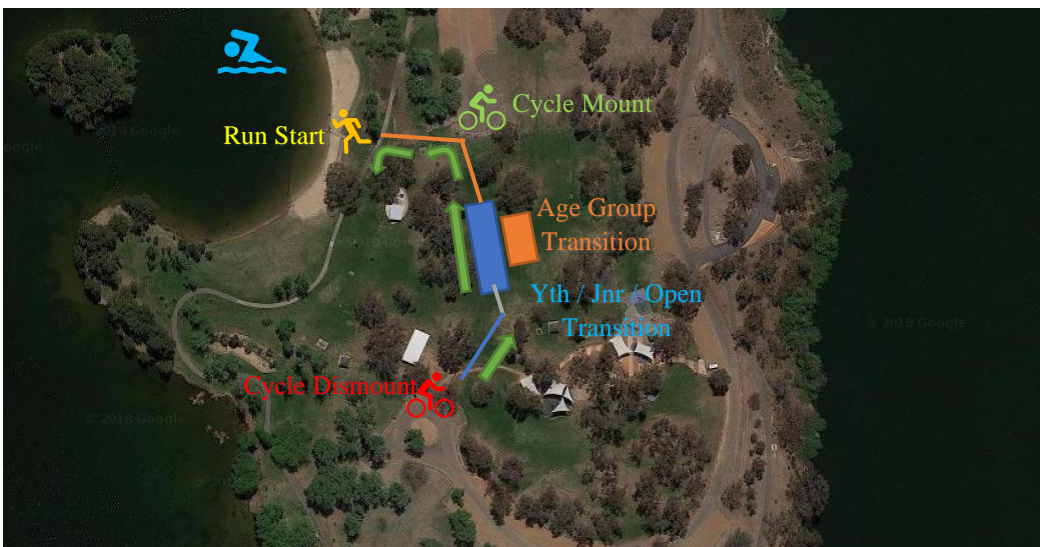 Cycle Mount
Run Start
© 2018 Google
Google
Age Group
Transition
© 2018 Google
Yth / Jnr / Open
Transition
© 2018 Google
Cycle Dismount
© 2018 Google